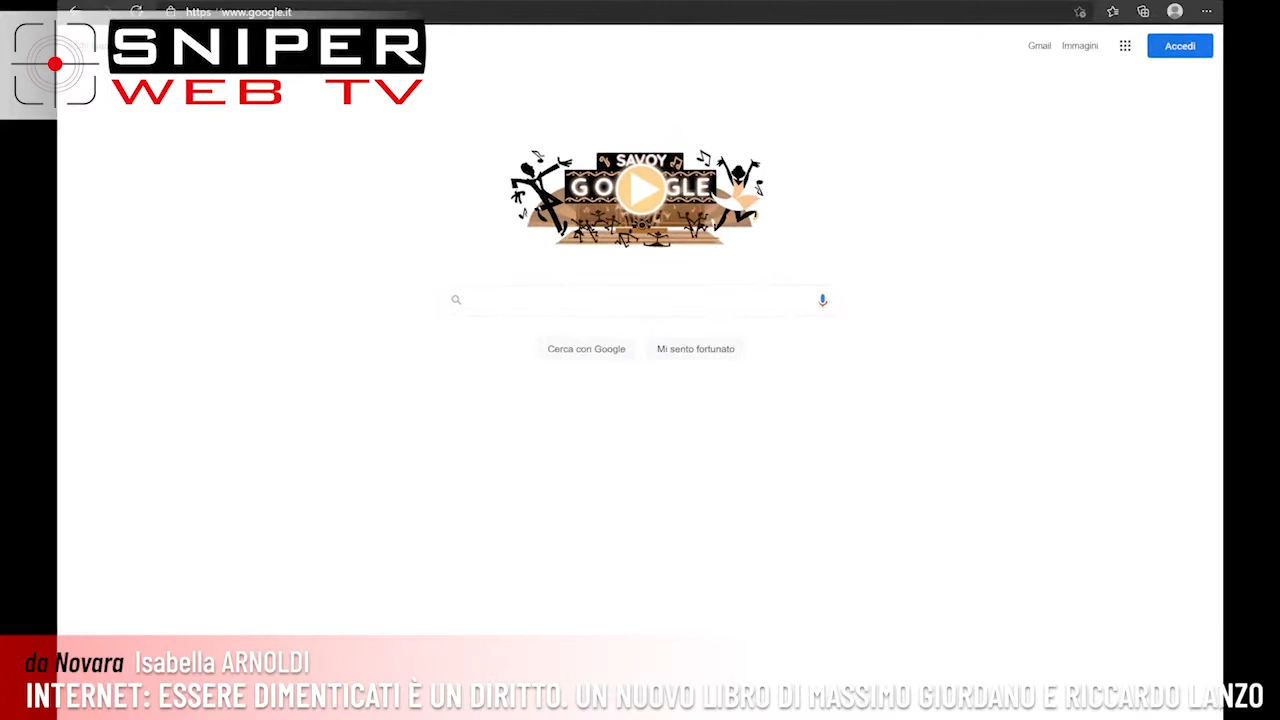 https://www.google.it
SNIPER
WEB TV
Gmail Immagini
Accedi
SAVOY
GOOGLE
Cerca con Google Mi sento fortunato
da Novara Isabella ARNOLDI
INTERNET: ESSERE DIMENTICATI È UN DIRITTO. UN NUOVO LIBRO DI MASSIMO GIORDANO E RICCARDO LANZO